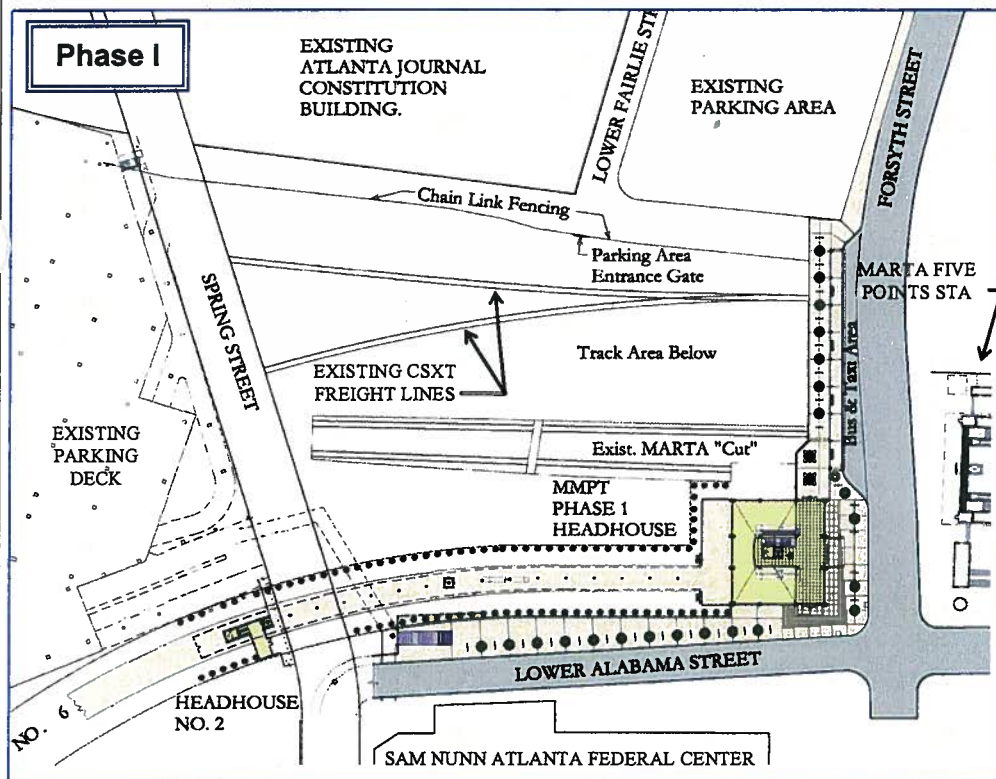 Phase I
EXISTING
ATLANTA JOURNAL
CONSTITUTION
BUILDING.
LOWER FAIRLIE STR
EXISTING
PARKING AREA
FORSYTH STREET
Chain Link Fencing
Parking Area
Entrance Gate
MARTA FIVE
POINTS STA
SPRING STREET
Track Area Below
Bus & Taxi Area
EXISTING CSXT
FREIGHT LINES
EXISTING
PARKING
DECK
Exist. MARTA "Cut"
MMPT
PHASE 1
HEADHOUSE
LOWER ALABAMA STREET
HEADHOUSE
NO. 2
NO. 6
SAM NUNN ATLANTA FEDERAL CENTER